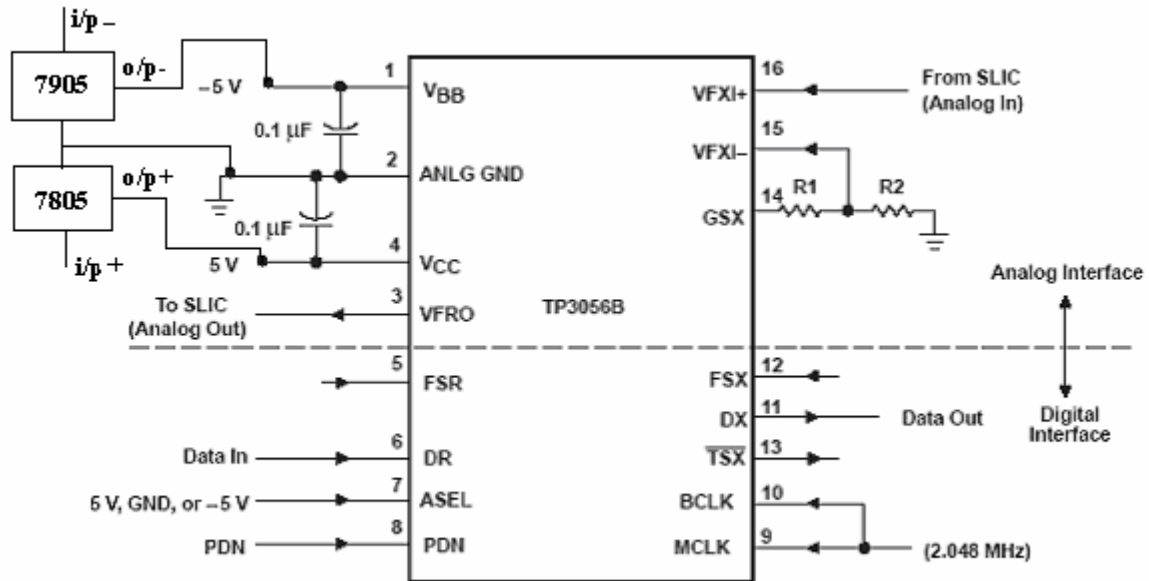 i/p –
7905
o/p-
–5 V
0.1 µF
7805
o/p+
0.1 µF
5 V
i/p +
To SLIC
(Analog Out)
1
VBB
2
ANLG GND
4
VCC
3
VFRO
TP3056B
16
VFXI+
From SLIC
(Analog In)
15
VFXI–
14
GSX
R1
R2
Analog Interface
Digital
Interface
5
FSR
Data In
6
DR
5 V, GND, or –5 V
7
ASEL
PDN
8
PDN
12
FSX
11
DX
Data Out
13
TSX
10
BCLK
9
MCLK
(2.048 MHz)